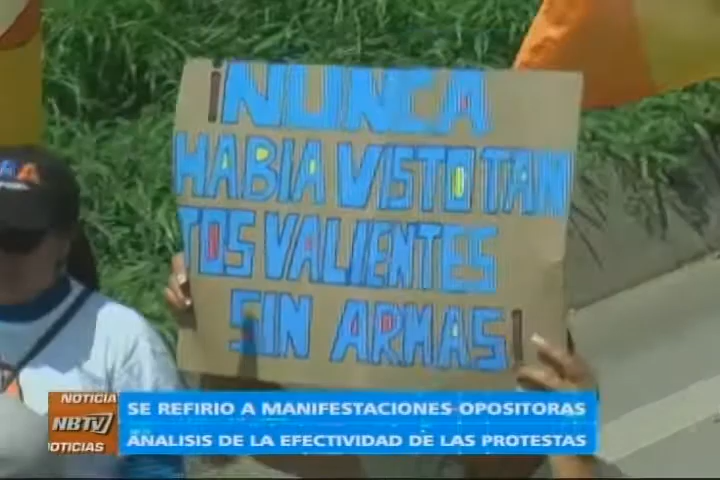 ¡NUNCA
HABIA VISTO TAN
TOS VALIENTES
SIN ARMAS!
NOTICIA
NBTV
OTICIAS
SE REFIRIO A MANIFESTACIONES OPOSITORAS
ANALISIS DE LA EFECTIVIDAD DE LAS PROTESTAS